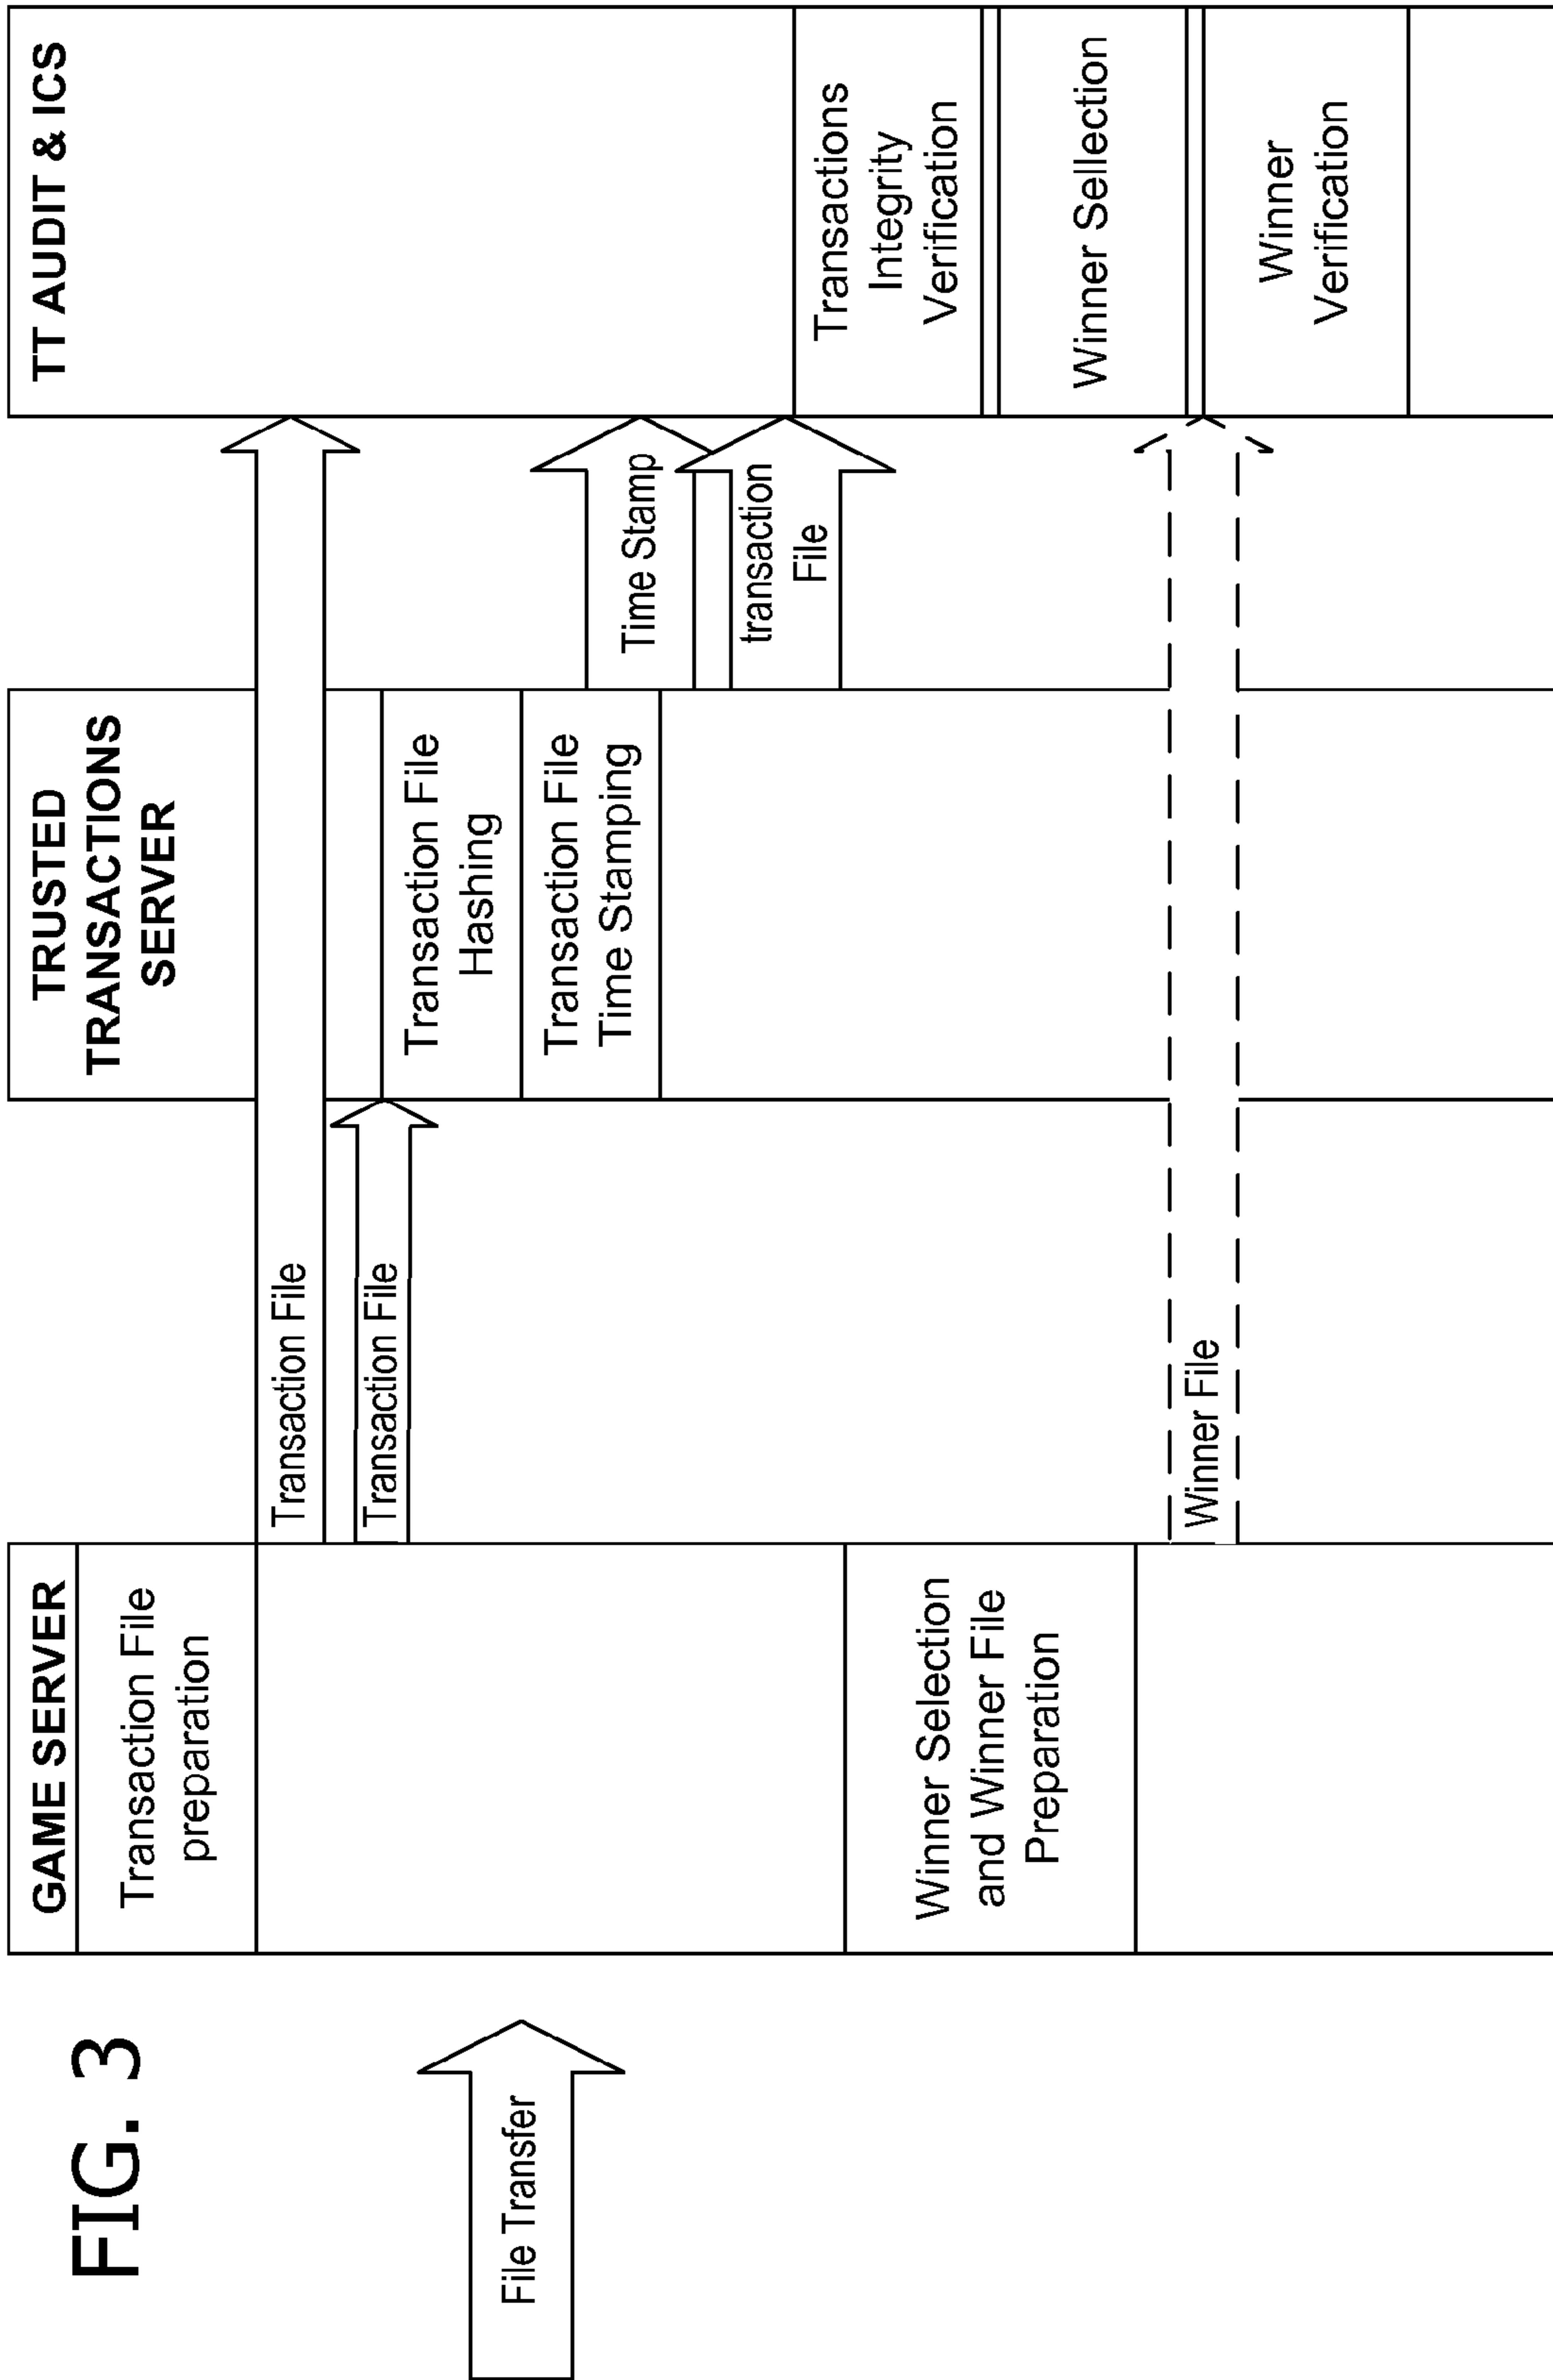 FIG. 3
File Transfer
GAME SERVER
Transaction File
preparation
Winner Selection
and Winner File
Preparation
Transaction File
Transaction File
Winner File
TRUSTED
TRANSACTIONS
SERVER
Transaction File
Hashing
Transaction File
Time Stamping
Time Stamp
transaction
File
TT AUDIT & ICS
Transactions
Integrity
Verification
Winner Sellection
Winner
Verification